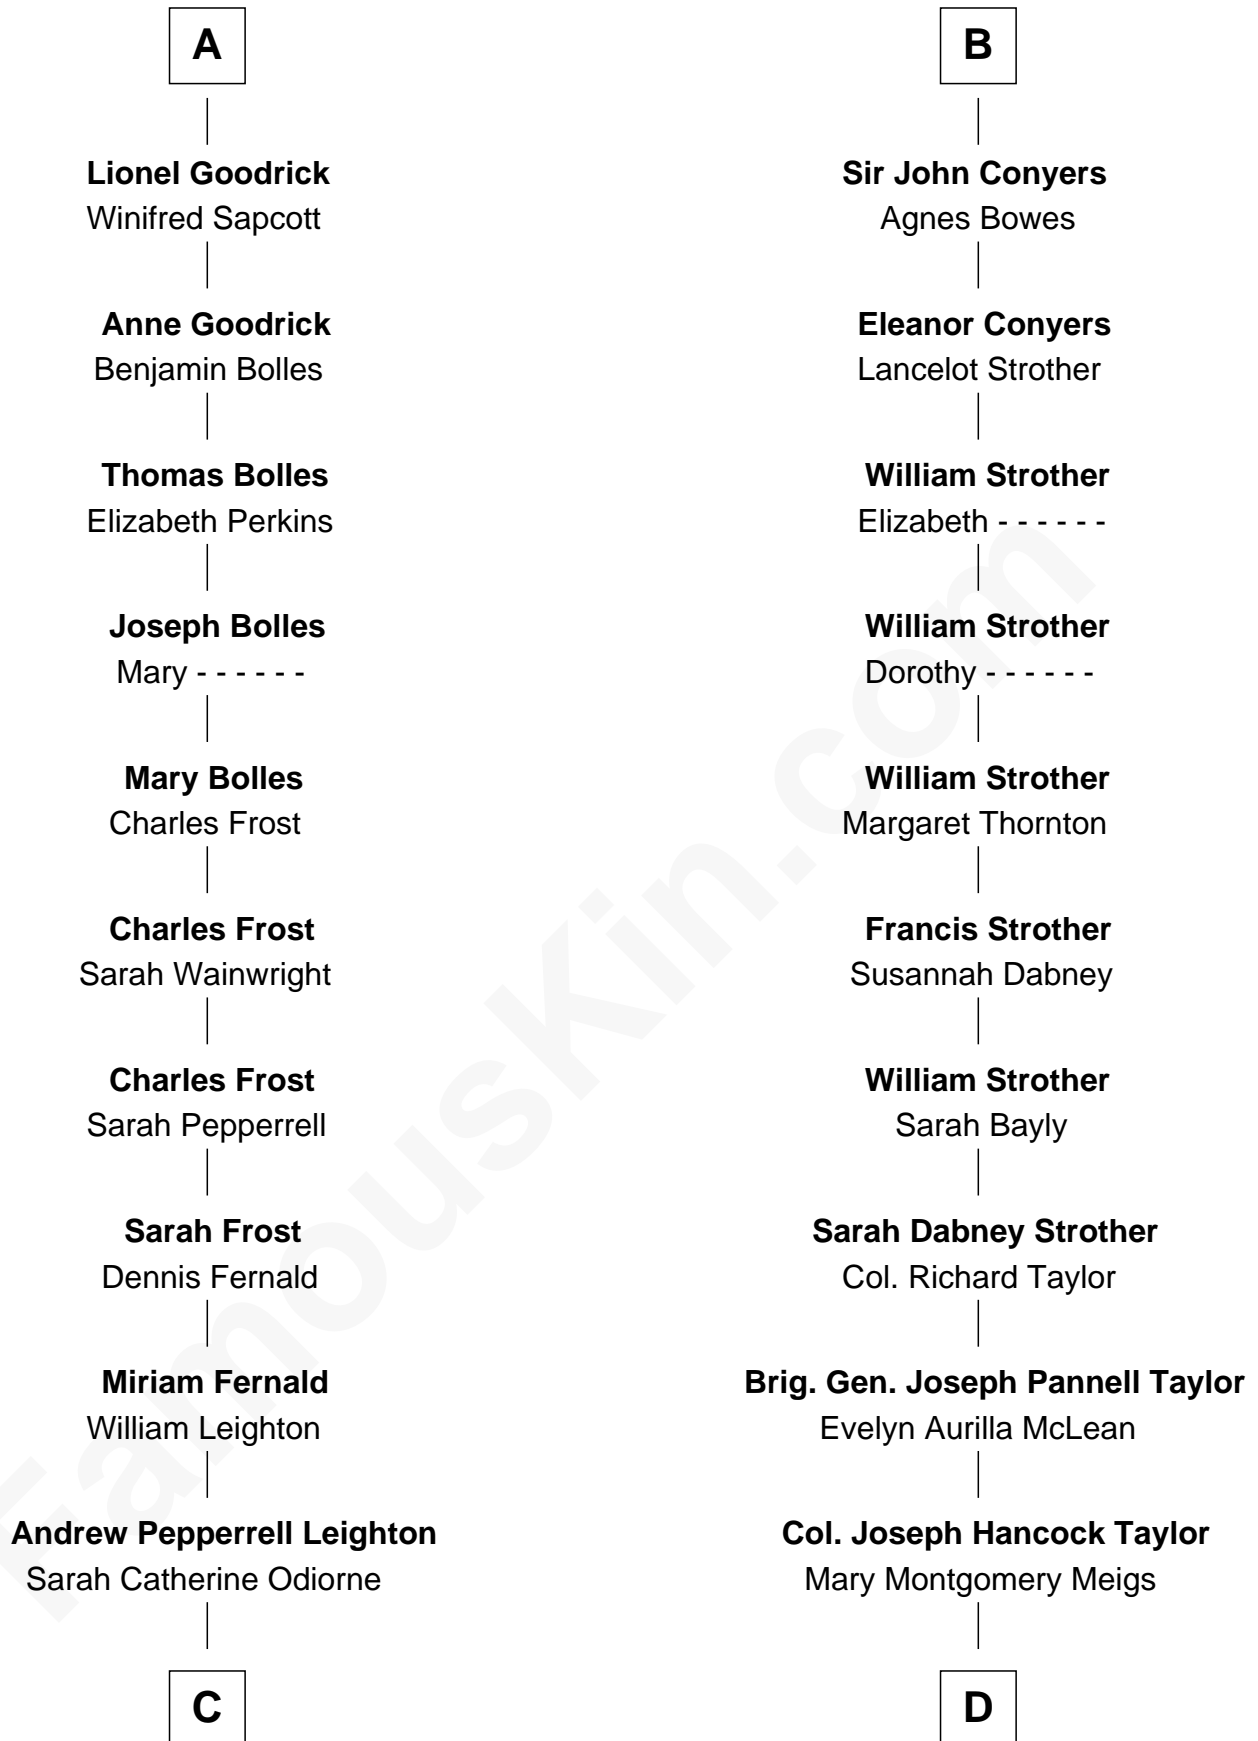 A
Lionel Goodrick
Winifred Sapcott
Anne Goodrick
Benjamin Bolles
Thomas Bolles
Elizabeth Perkins
Joseph Bolles
Mary - - - - - -
Mary Bolles
Charles Frost
Charles Frost
Sarah Wainwright
Charles Frost
Sarah Pepperrell
Sarah Frost
Dennis Fernald
Miriam Fernald
William Leighton
Andrew Pepperrell Leighton
Sarah Catherine Odiorne
C
B
Sir John Conyers
Agnes Bowes
Eleanor Conyers
Lancelot Strother
William Strother
Elizabeth - - - - - -
William Strother
Dorothy - - - - - -
William Strother
Margaret Thornton
Francis Strother
Susannah Dabney
William Strother
Sarah Bayly
Sarah Dabney Strother
Col. Richard Taylor
Brig. Gen. Joseph Pannell Taylor
Evelyn Aurilla McLean
Col. Joseph Hancock Taylor
Mary Montgomery Meigs
D
FamousKin.com